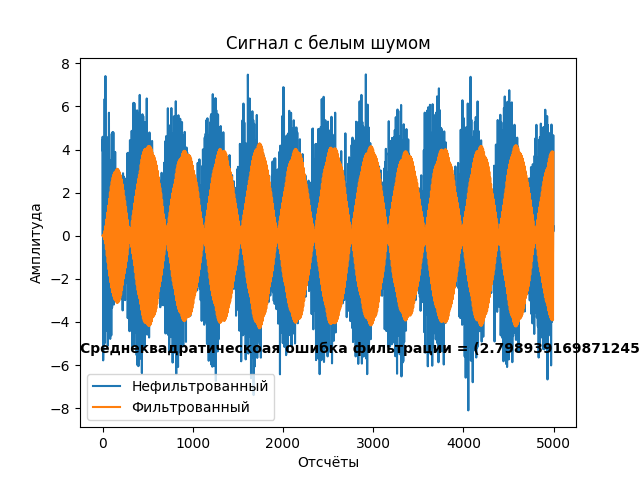 Сигнал с белым шумом
8
6
4
2
0
−2
−4
−6
−8
Амплитуда
Среднеквадратическоая ошибка фильтрации = (2.798939169871245
Нефильтрованный
Фильтрованный
0 1000 2000 3000 4000 5000
Отсчёты